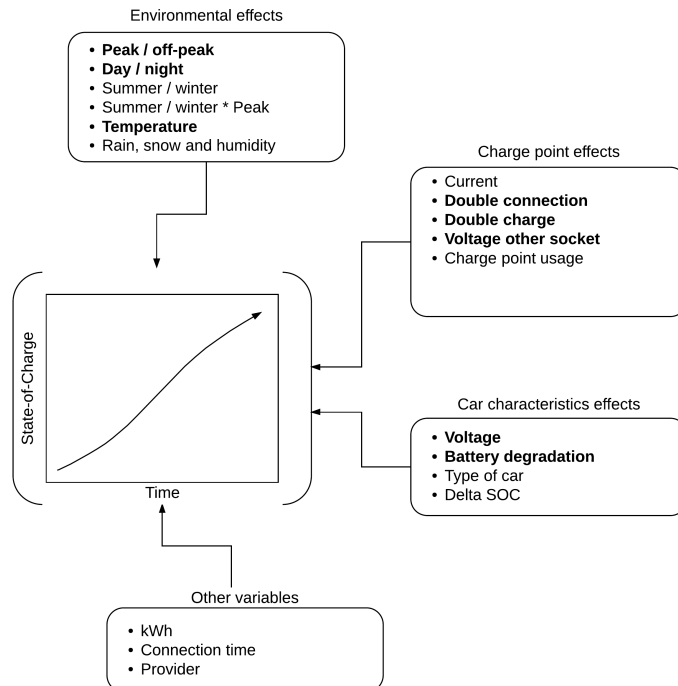 Environmental effects
• Peak / off-peak
• Day / night
• Summer / winter
• Summer / winter * Peak
• Temperature
• Rain, snow and humidity
Charge point effects
• Current
• Double connection
• Double charge
• Voltage other socket
• Charge point usage
State-of-Charge
Time
Car characteristics effects
• Voltage
• Battery degradation
• Type of car
• Delta SOC
Other variables
• kWh
• Connection time
• Provider